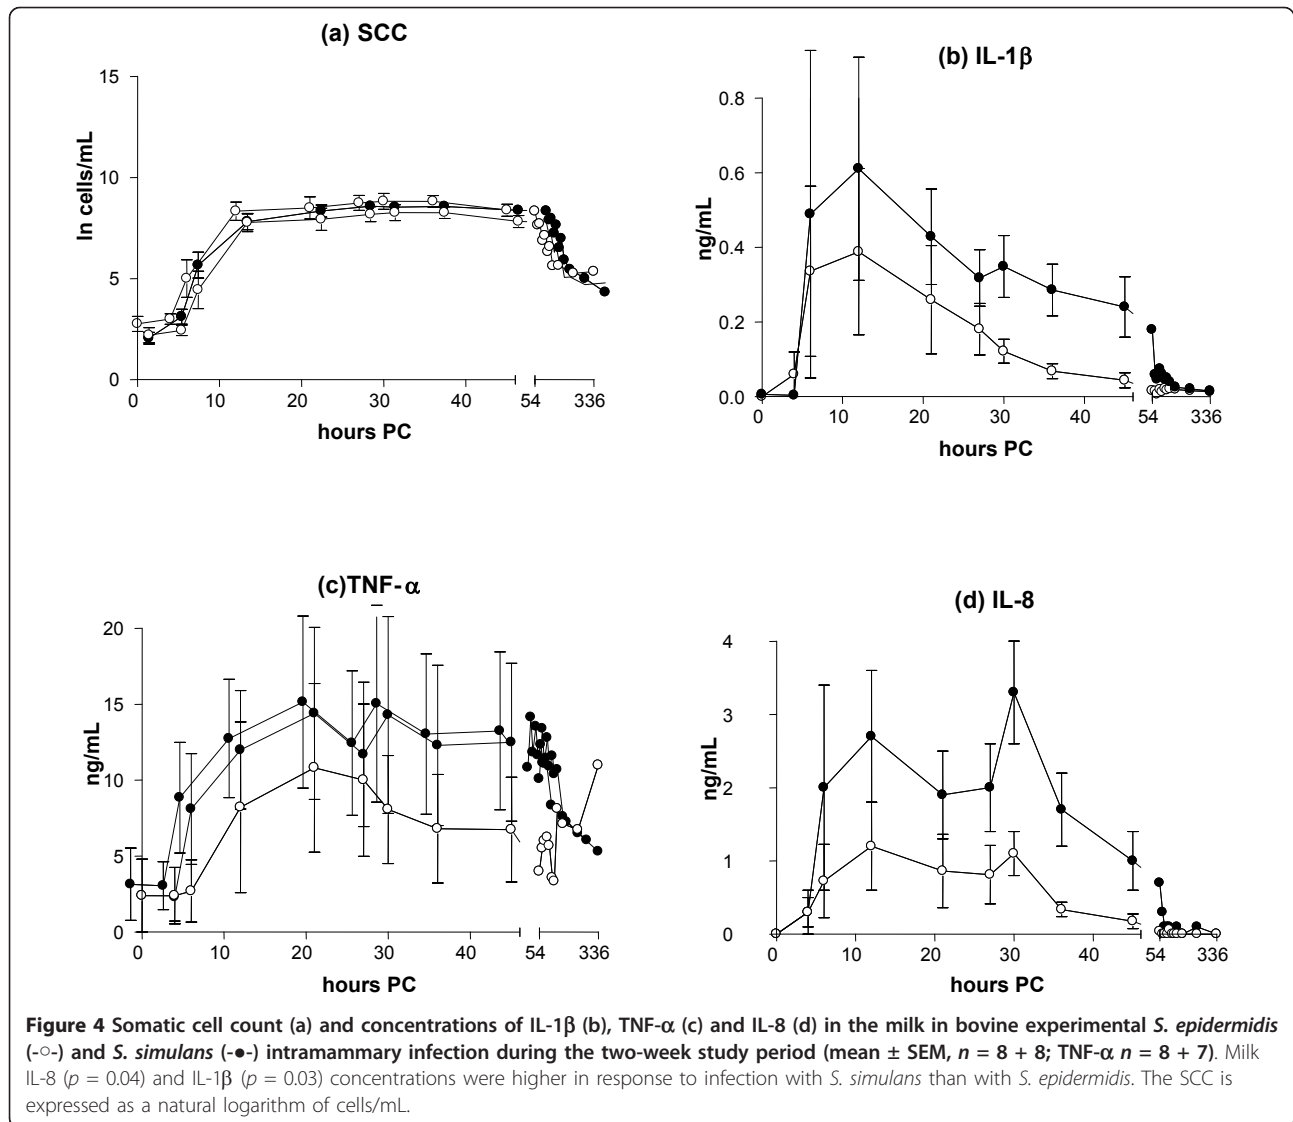 (a) SCC
15
10
5
0
ln cells/mL
0 10 20 30 40 54 336
hours PC
(b) IL-1β
0.8
0.6
0.4
0.2
0.0
ng/mL
0 10 20 30 40 54 336
hours PC
(c)TNF-α
20
15
10
5
0
ng/mL
0 10 20 30 40 54 336
hours PC
(d) IL-8
4
3
2
1
0
ng/mL
0 10 20 30 40 54 336
hours PC
Figure 4 Somatic cell count (a) and concentrations of IL-1β (b), TNF-α (c) and IL-8 (d) in the milk in bovine experimental S. epidermidis
(-○-) and S. simulans (-●-) intramammary infection during the two-week study period (mean ± SEM, n = 8 + 8; TNF-α n = 8 + 7). Milk
IL-8 (p = 0.04) and IL-1β (p = 0.03) concentrations were higher in response to infection with S. simulans than with S. epidermidis. The SCC is
expressed as a natural logarithm of cells/mL.